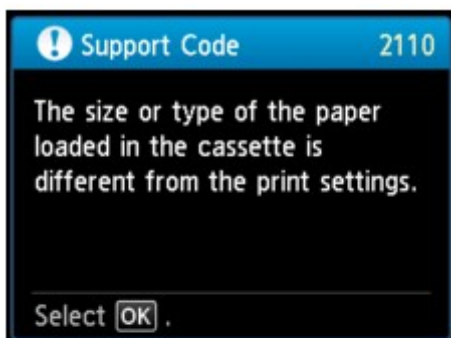 Support Code 2110
The size or type of the paper
loaded in the cassette is
different from the print settings.
Select OK .